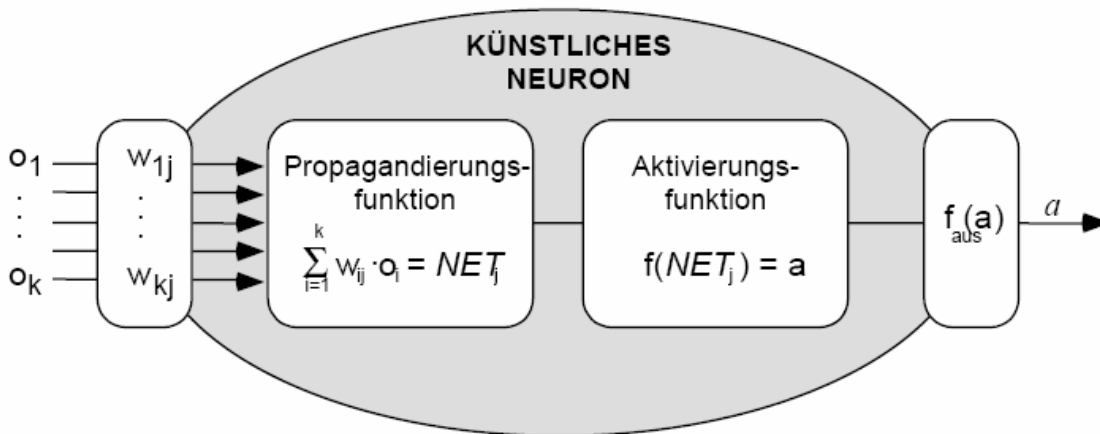 KÜNSTLICHES
NEURON
o1
.
.
.
ok
w1j
.
.
.
wkj
Propagandierungs-
funktion
k
∑ wij · oi = NETj
i=1
Aktivierungs-
funktion
f(NETj) = a
faus(a)
a